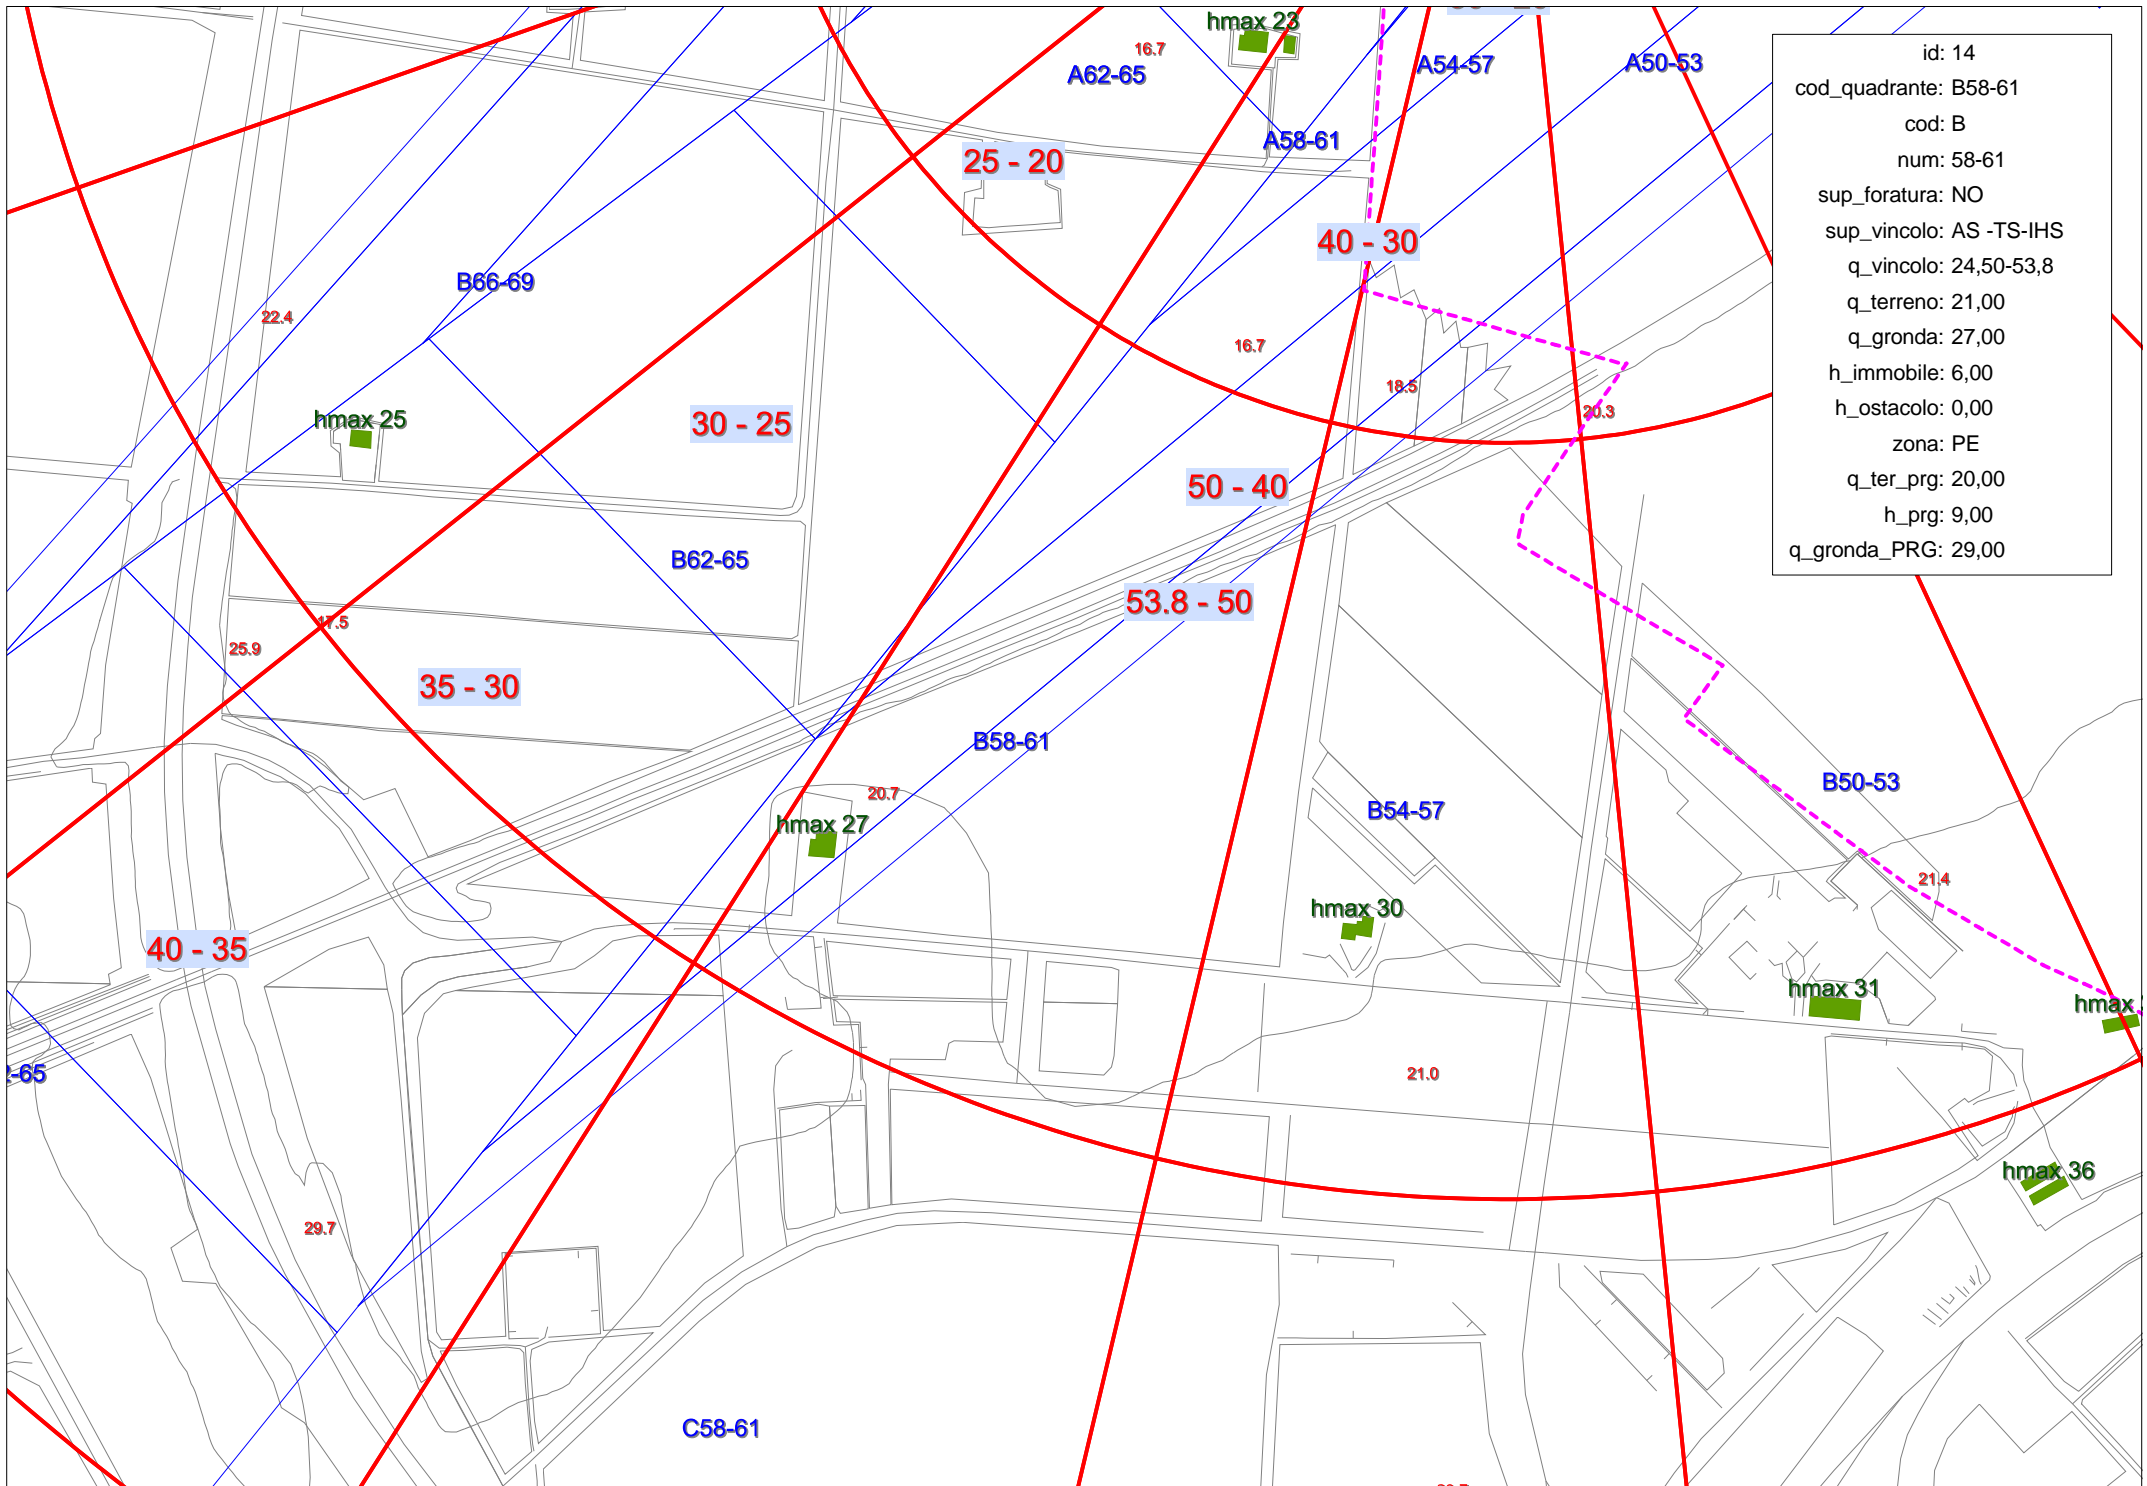 hmax 23
16.7
A62-65
A54-57
A50-53
A58-61
25 - 20
40 - 30
B66-69
22.4
16.7
18.5
20.3
hmax 25
30 - 25
50 - 40
B62-65
53.8 - 50
17.5
25.9
35 - 30
B58-61
20.7
hmax 27
B54-57
B50-53
21.4
hmax 30
40 - 35
hmax 31
hmax
21.0
2-65
hmax 36
29.7
C58-61
id: 14
cod_quadrante: B58-61
cod: B
num: 58-61
sup_foratura: NO
sup_vincolo: AS -TS-IHS
q_vincolo: 24,50-53,8
q_terreno: 21,00
q_gronda: 27,00
h_immobile: 6,00
h_ostacolo: 0,00
zona: PE
q_ter_prg: 20,00
h_prg: 9,00
q_gronda_PRG: 29,00